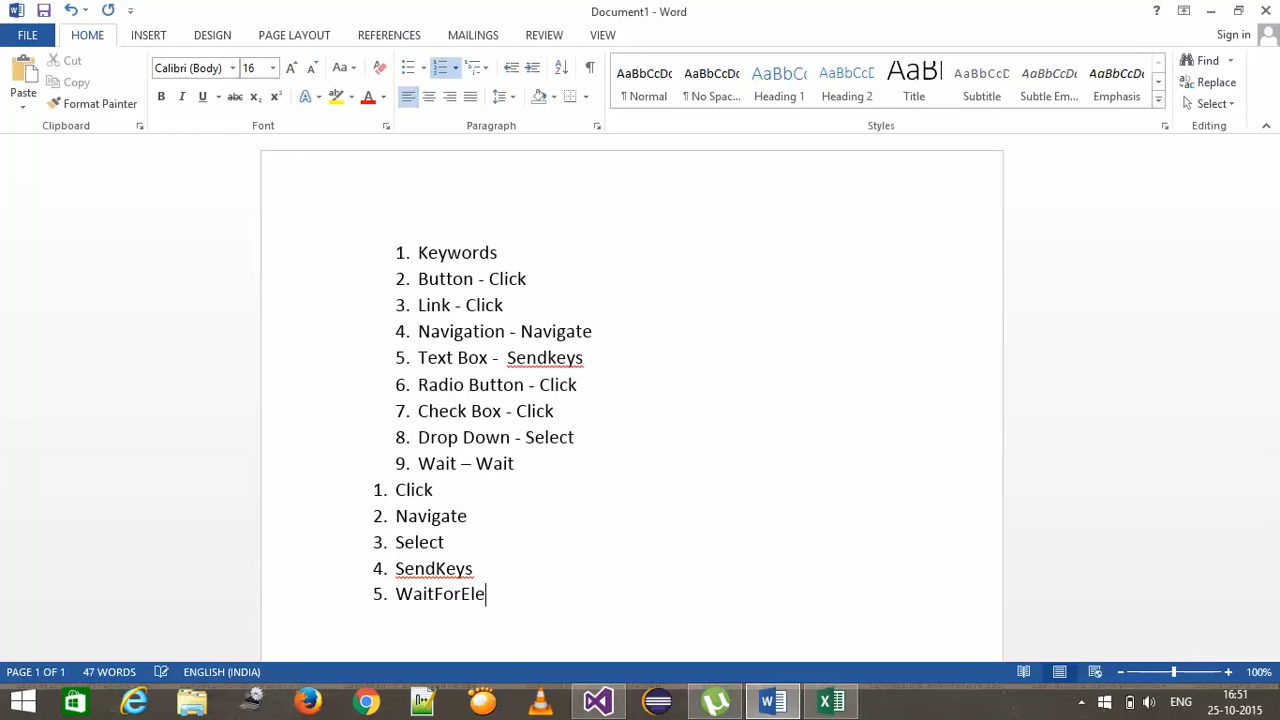 Document1 - Word
?
FILE HOME INSERT DESIGN PAGE LAYOUT REFERENCES MAILINGS REVIEW VIEW Sign in
Paste
Cut
Copy
Format Painter
Clipboard
Calibri (Body) 16
Font
Paragraph
AaBbCcDc AaBbCcDc AaBbCc AaBbCcD AaBl AaBbCcD AaBbCcDc AaBbCcDc
¶ Normal ¶ No Spac... Heading 1 Heading 2 Title Subtitle Subtle Em... Emphasis
Styles
Find
Replace
Select
Editing
1. Keywords
2. Button - Click
3. Link - Click
4. Navigation - Navigate
5. Text Box - Sendkeys
6. Radio Button - Click
7. Check Box - Click
8. Drop Down - Select
9. Wait – Wait
1. Click
2. Navigate
3. Select
4. SendKeys
5. WaitForEle
PAGE 1 OF 1 47 WORDS ENGLISH (INDIA) 100%
ENG
16:51
25-10-2015